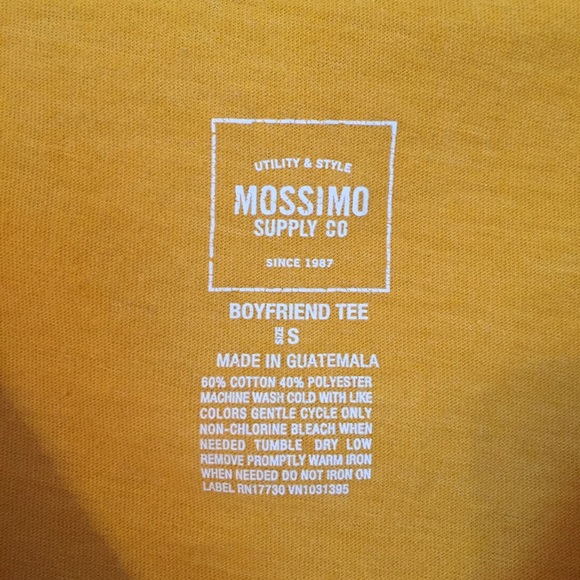 UTILITY & STYLE
MOSSIMO
SUPPLY CO
SINCE 1987
BOYFRIEND TEE
SIZE S
MADE IN GUATEMALA
60% COTTON 40% POLYESTER
MACHINE WASH COLD WITH LIKE
COLORS GENTLE CYCLE ONLY
NON-CHLORINE BLEACH WHEN
NEEDED TUMBLE DRY LOW
REMOVE PROMPTLY WARM IRON
WHEN NEEDED DO NOT IRON ON
LABEL RN17730 VN1031395